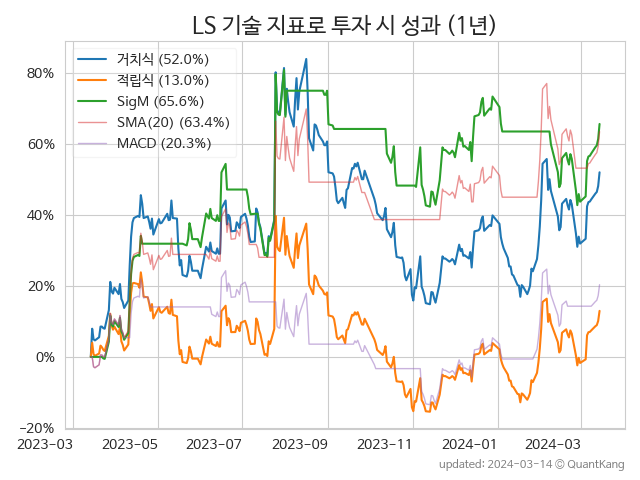 LS 기술 지표로 투자 시 성과 (1년)
거치식 (52.0%)
적립식 (13.0%)
SigM (65.6%)
SMA(20) (63.4%)
MACD (20.3%)
80%
60%
40%
20%
0%
−20%
2023-03 2023-05 2023-07 2023-09 2023-11 2024-01 2024-03
updated: 2024-03-14 © QuantKang